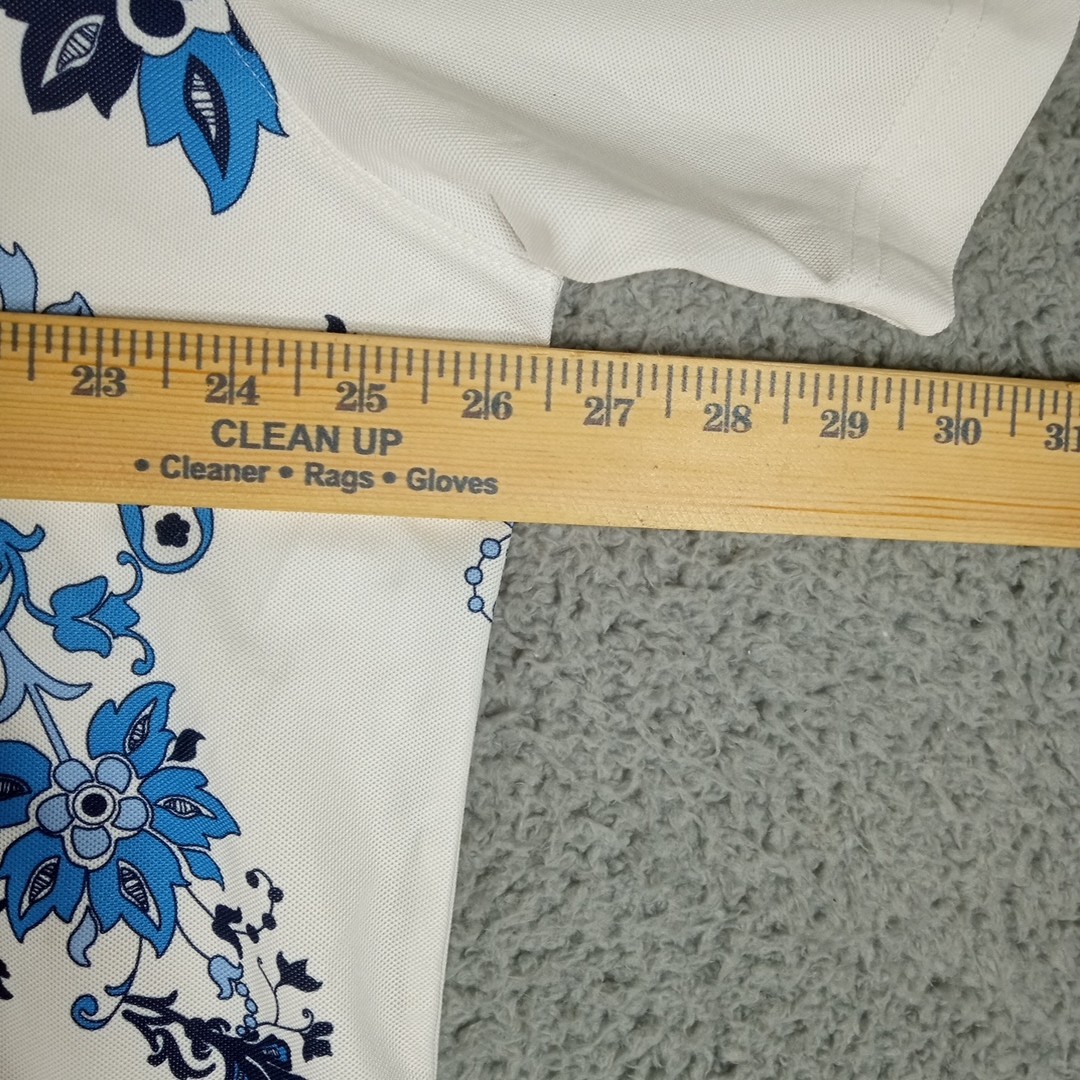 23 24 25 26 27 28 29 30 31
CLEAN UP
• Cleaner • Rags • Gloves